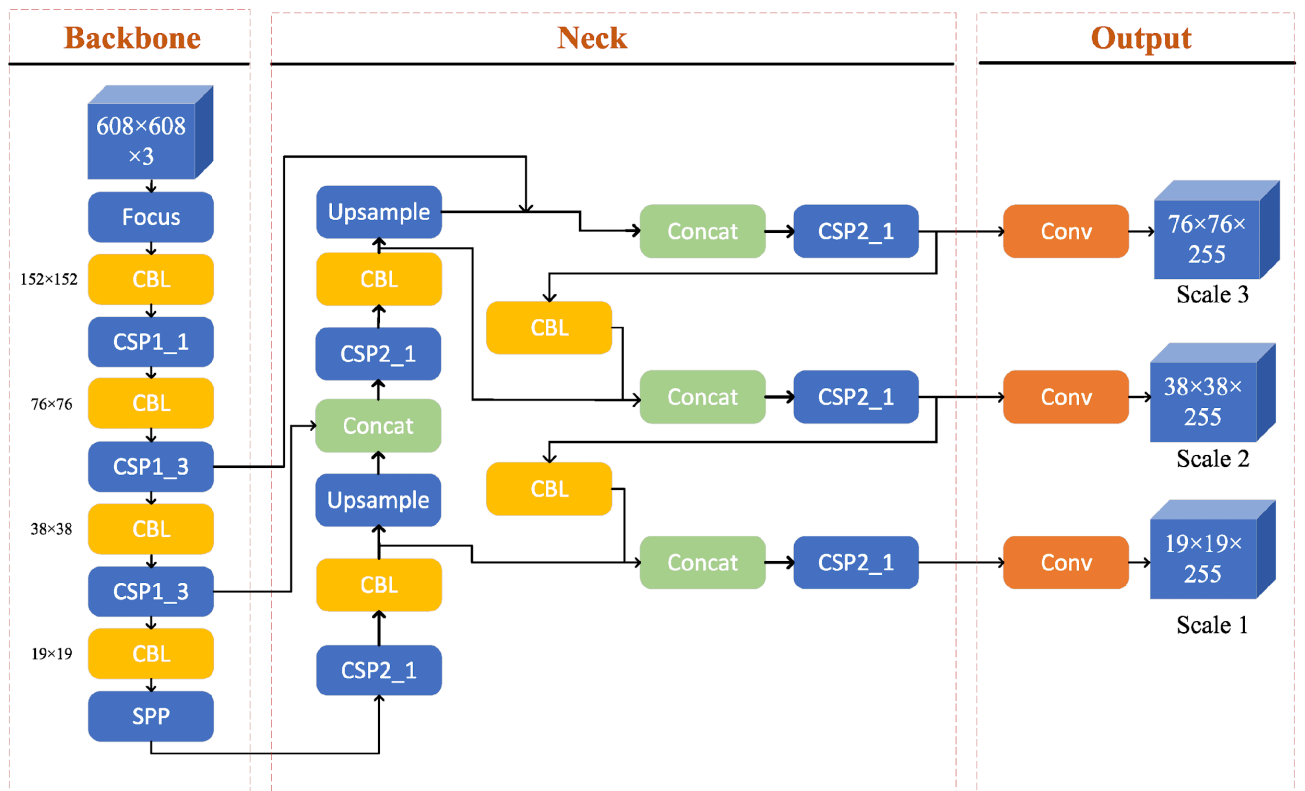 Backbone
Neck
Output
608×608
×3
Focus
152×152
CBL
CSP1_1
76×76
CBL
CSP1_3
38×38
CBL
CSP1_3
19×19
CBL
SPP
Upsample
CBL
CSP2_1
Concat
Upsample
CBL
CSP2_1
Concat
CSP2_1
CBL
Concat
CSP2_1
CBL
Concat
CSP2_1
Conv
76×76×
255
Scale 3
Conv
38×38×
255
Scale 2
Conv
19×19×
255
Scale 1